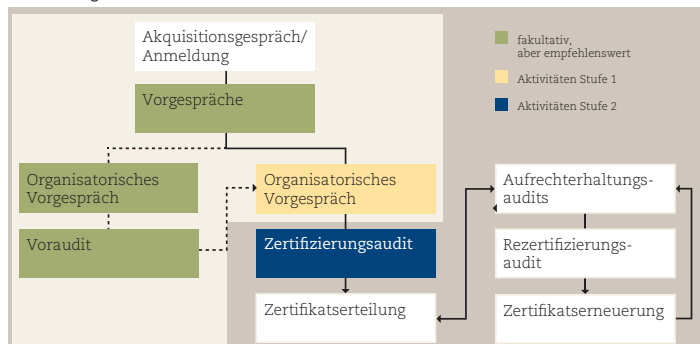 Akquisitionsgespräch/
Anmeldung
Vorgespräche
fakultativ,
aber empfehlenswert
Aktivitäten Stufe 1
Aktivitäten Stufe 2
Organisatorisches
Vorgespräch
Organisatorisches
Vorgespräch
Aufrechterhaltungs-
audits
Voraudit
Zertifizierungsaudit
Rezertifizierungs-
audit
Zertifikatserteilung
Zertifikatserneuerung